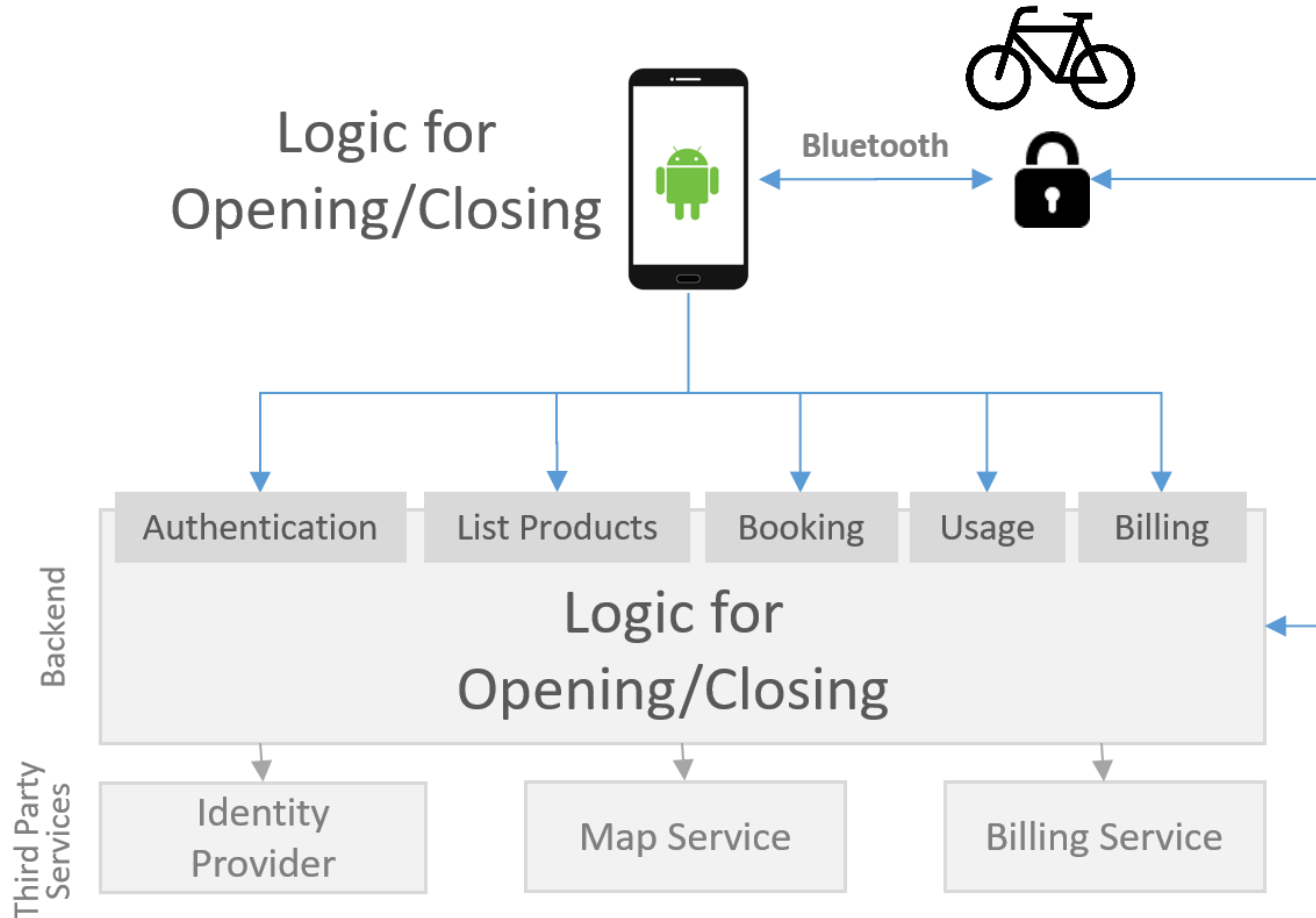 Logic for
Opening/Closing
Bluetooth
Authentication
List Products
Booking
Usage
Billing
Backend
Logic for
Opening/Closing
Third Party
Services
Identity
Provider
Map Service
Billing Service